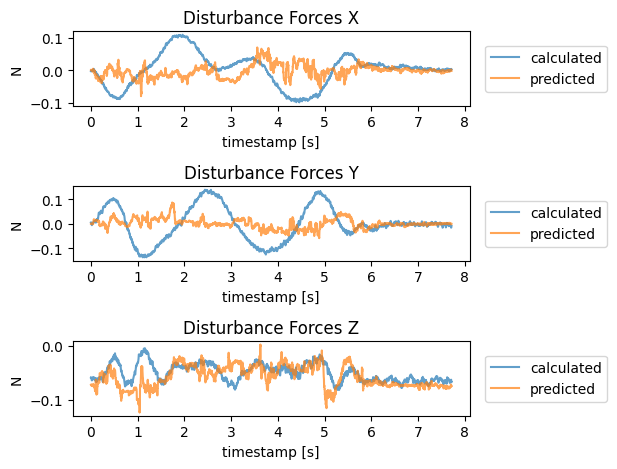 Disturbance Forces X
0.1
0.0
−0.1
N
0 1 2 3 4 5 6 7 8
timestamp [s]
calculated
predicted
Disturbance Forces Y
0.1
0.0
−0.1
N
0 1 2 3 4 5 6 7 8
timestamp [s]
calculated
predicted
Disturbance Forces Z
0.0
−0.1
N
0 1 2 3 4 5 6 7 8
timestamp [s]
calculated
predicted